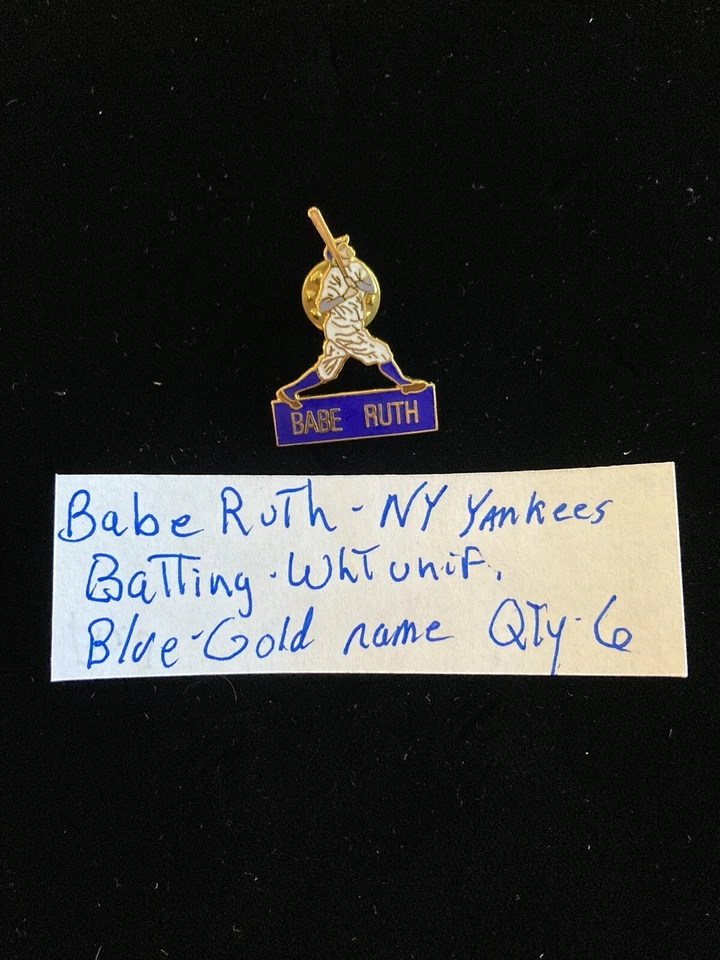 BABE RUTH
Babe Ruth - NY Yankees
Batting - Wht unif.
Blue-Gold name QTy-6